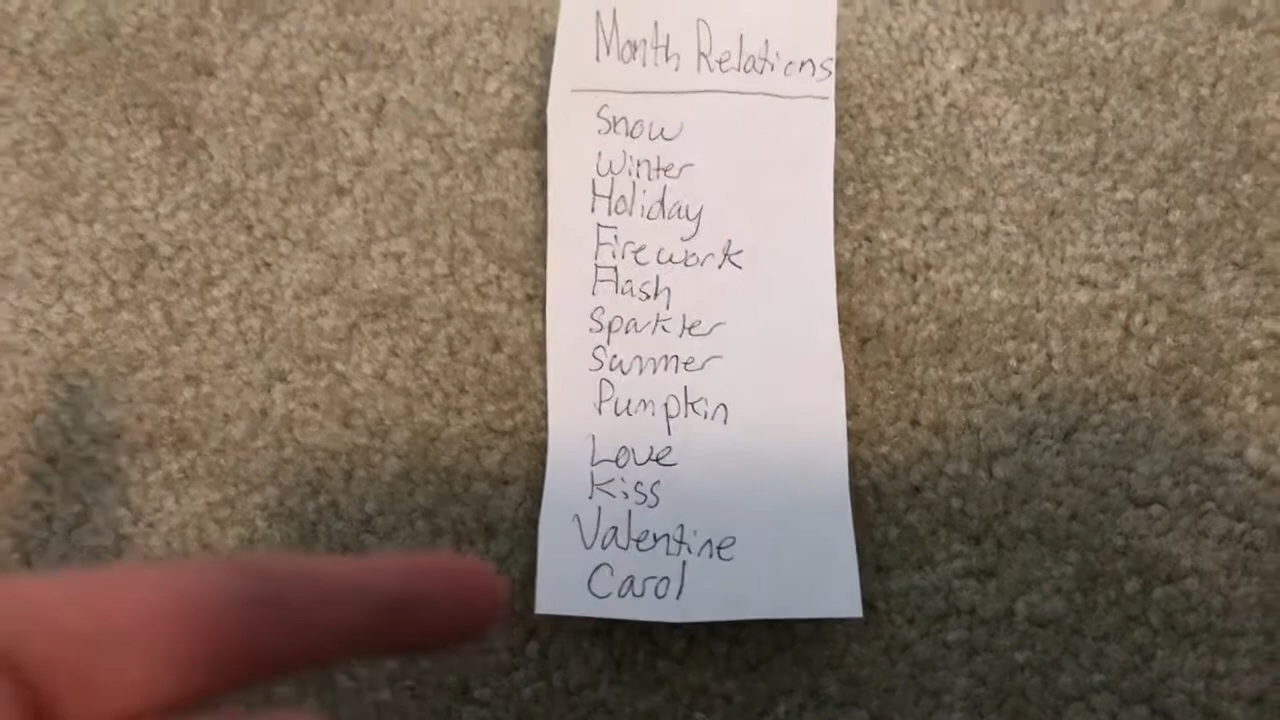 Month Relations
Snow
Winter
Holiday
Firework
Flash
Sparkler
Summer
Pumpkin
Love
Kiss
Valentine
Carol